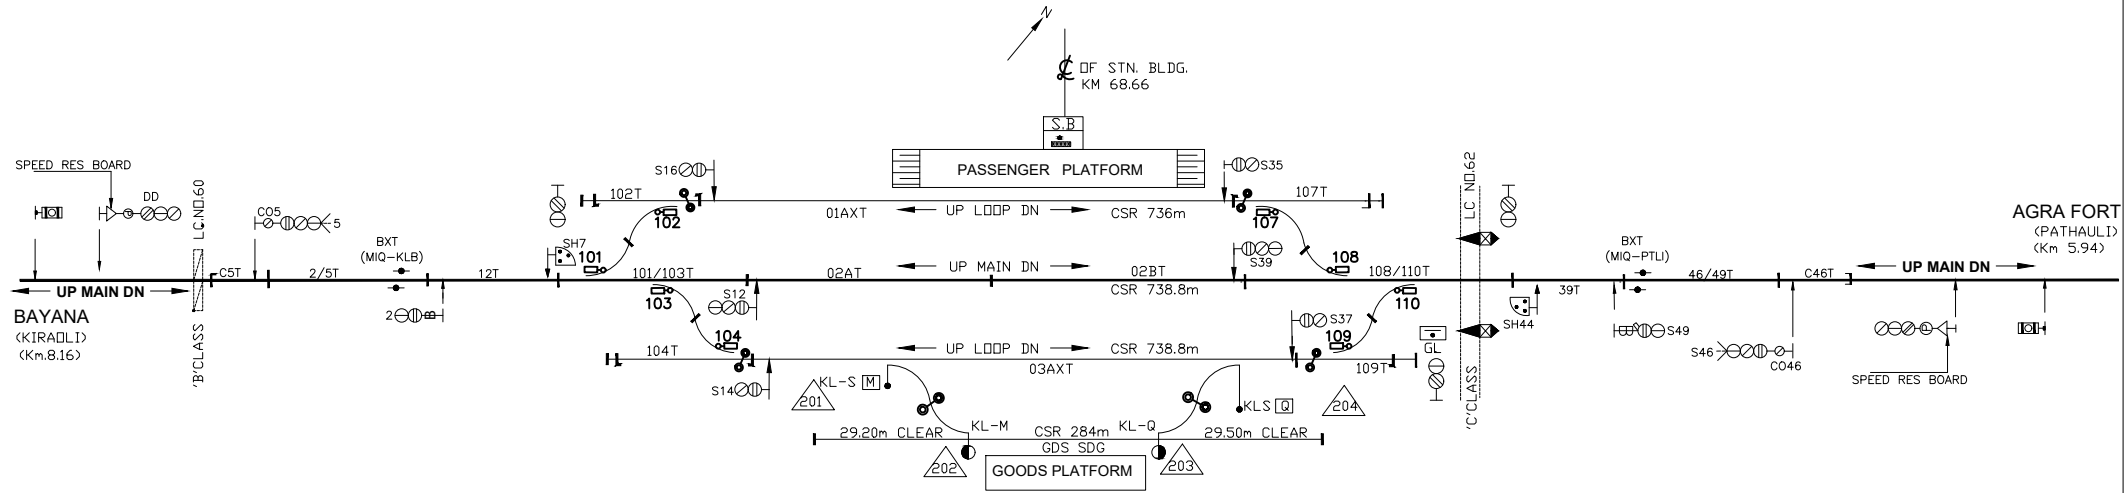 N
℄ OF STN. BLDG.
KM 68.66
S.B
PASSENGER PLATFORM
SPEED RES BOARD
DD
LC.NO.60
'B'CLASS
CO5
5
C5T
2/5T
BXT
(MIQ-KLB)
2
B
12T
SH7
101
102
102T
S16
S35
107T
01AXT
UP LOOP DN
CSR 736m
107
108
101/103T
02AT
UP MAIN DN
02BT
CSR 738.8m
S39
108/110T
103
104
S12
104T
S14
UP LOOP DN
CSR 738.8m
03AXT
S37
109
110
109T
GL
LC NO.62
'C'CLASS
SH44
39T
BXT
(MIQ-PTLI)
B
S49
46/49T
C46T
S46
CO46
SPEED RES BOARD
UP MAIN DN
BAYANA
(KIRAOLI)
(Km.8.16)
UP MAIN DN
AGRA FORT
(PATHAULI)
(Km 5.94)
KL-S M
201
KLS Q
204
KL-M
KL-Q
29.20m CLEAR
CSR 284m
29.50m CLEAR
GDS SDG
202
203
GOODS PLATFORM